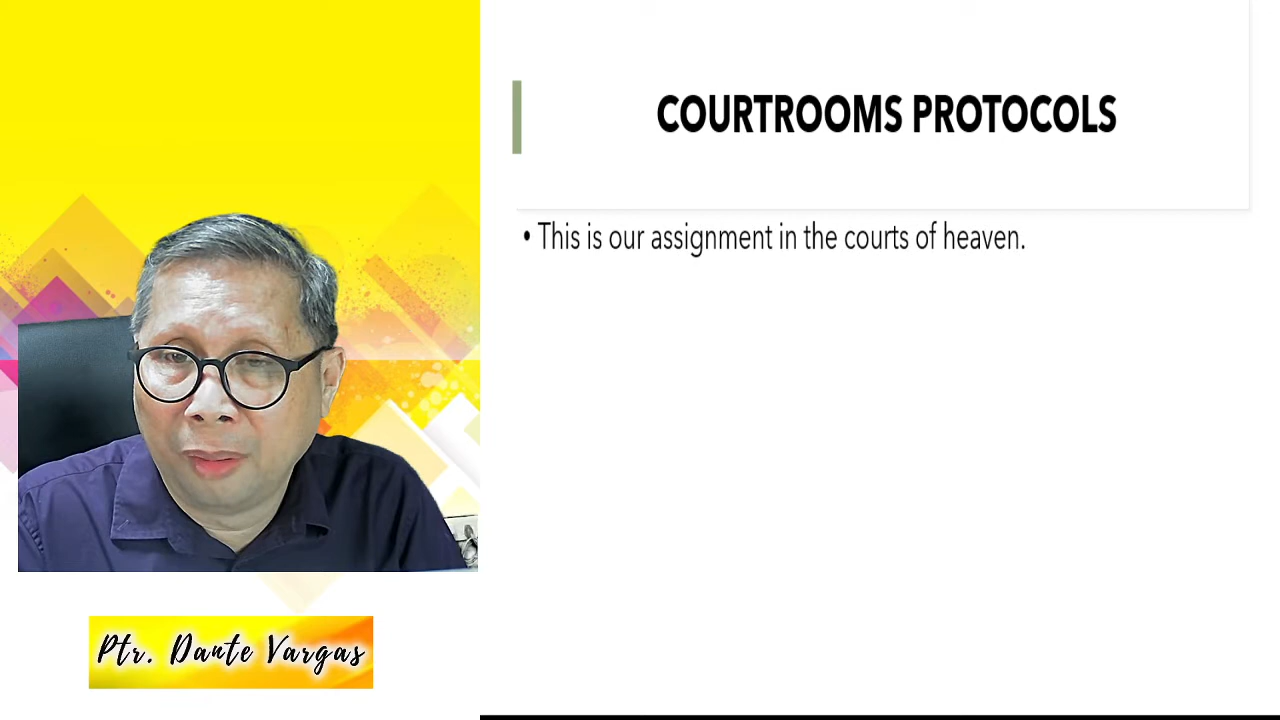 COURTROOMS PROTOCOLS
• This is our assignment in the courts of heaven.
Ptr. Dante Vargas